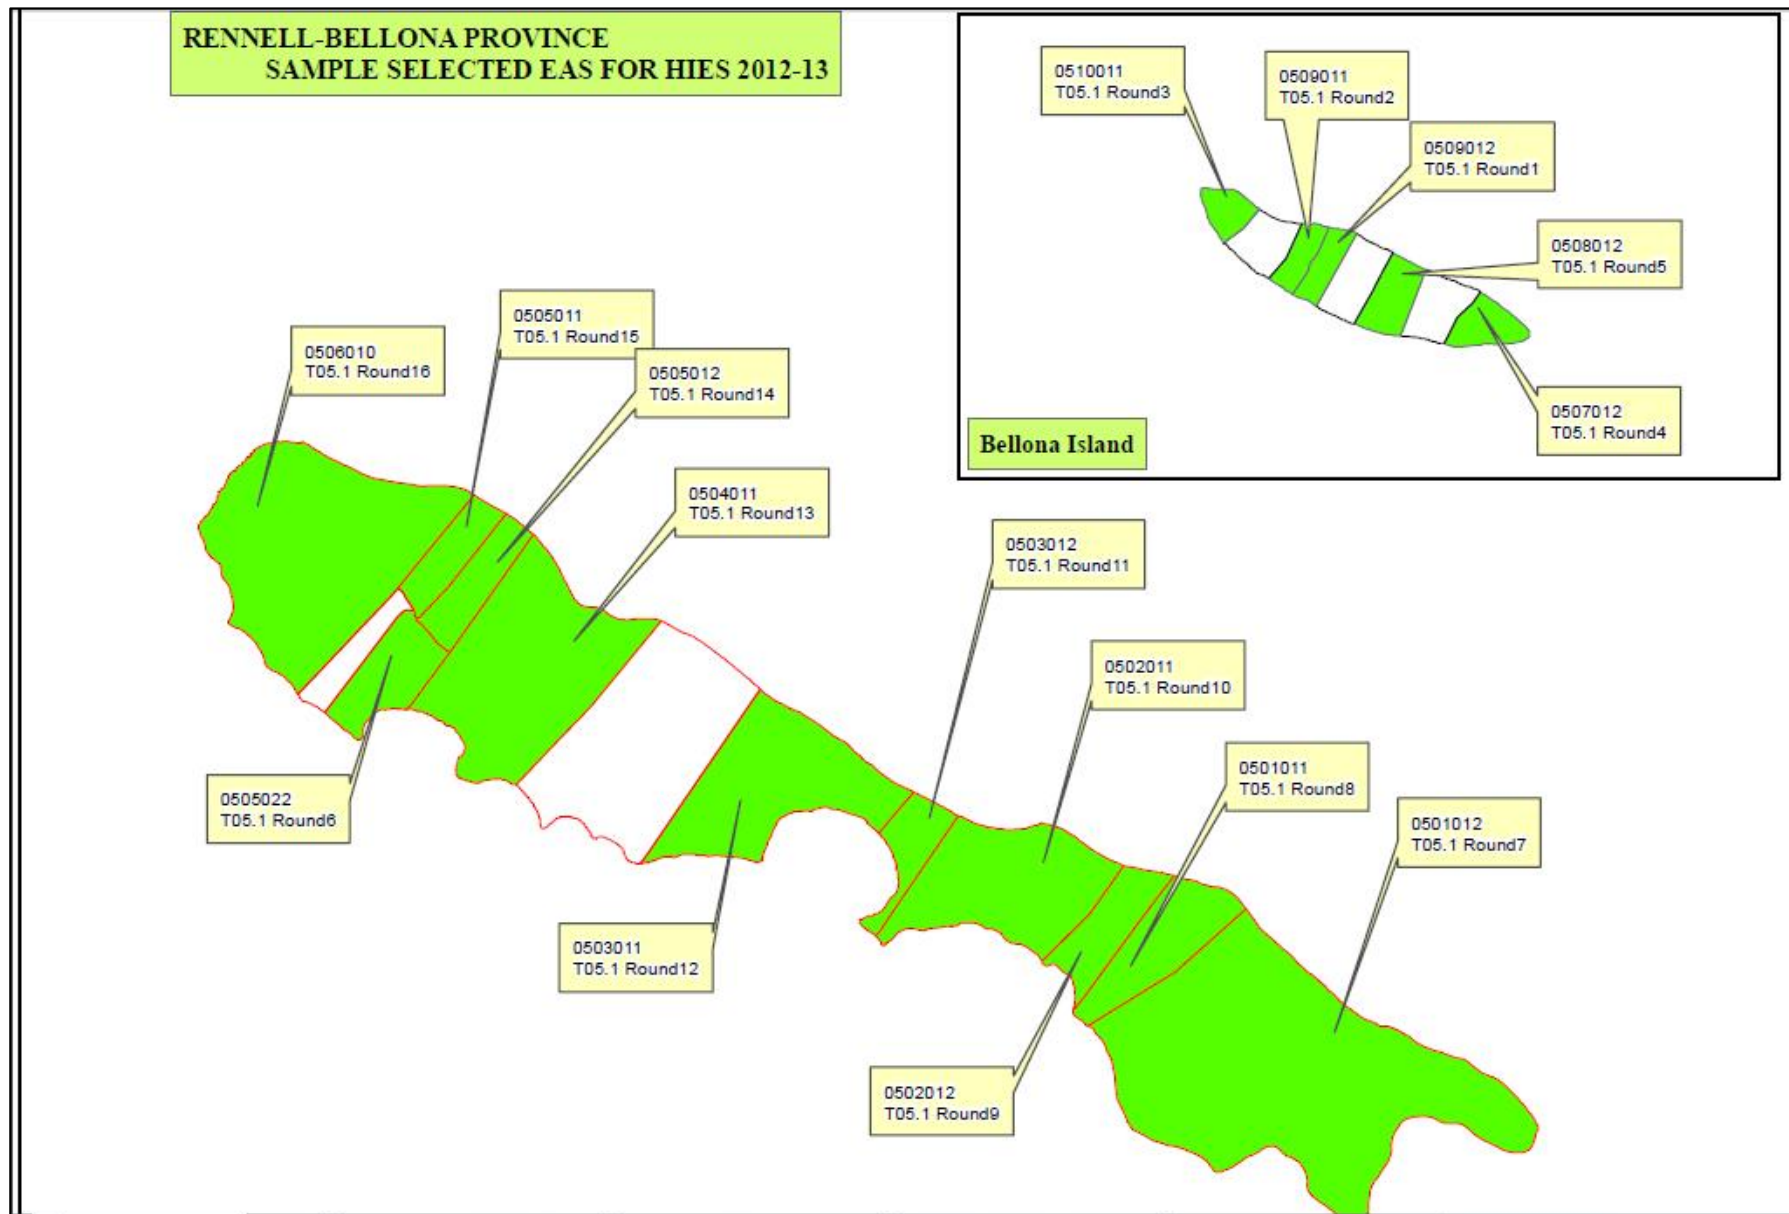 RENNELL-BELLONA PROVINCE
SAMPLE SELECTED EAS FOR HIES 2012-13
0510011
T05.1 Round3
0509011
T05.1 Round2
0509012
T05.1 Round1
0508012
T05.1 Round5
0507012
T05.1 Round4
Bellona Island
0506010
T05.1 Round16
0505011
T05.1 Round15
0505012
T05.1 Round14
0504011
T05.1 Round13
0503012
T05.1 Round11
0502011
T05.1 Round10
0501011
T05.1 Round8
0501012
T05.1 Round7
0505022
T05.1 Round6
0503011
T05.1 Round12
0502012
T05.1 Round9